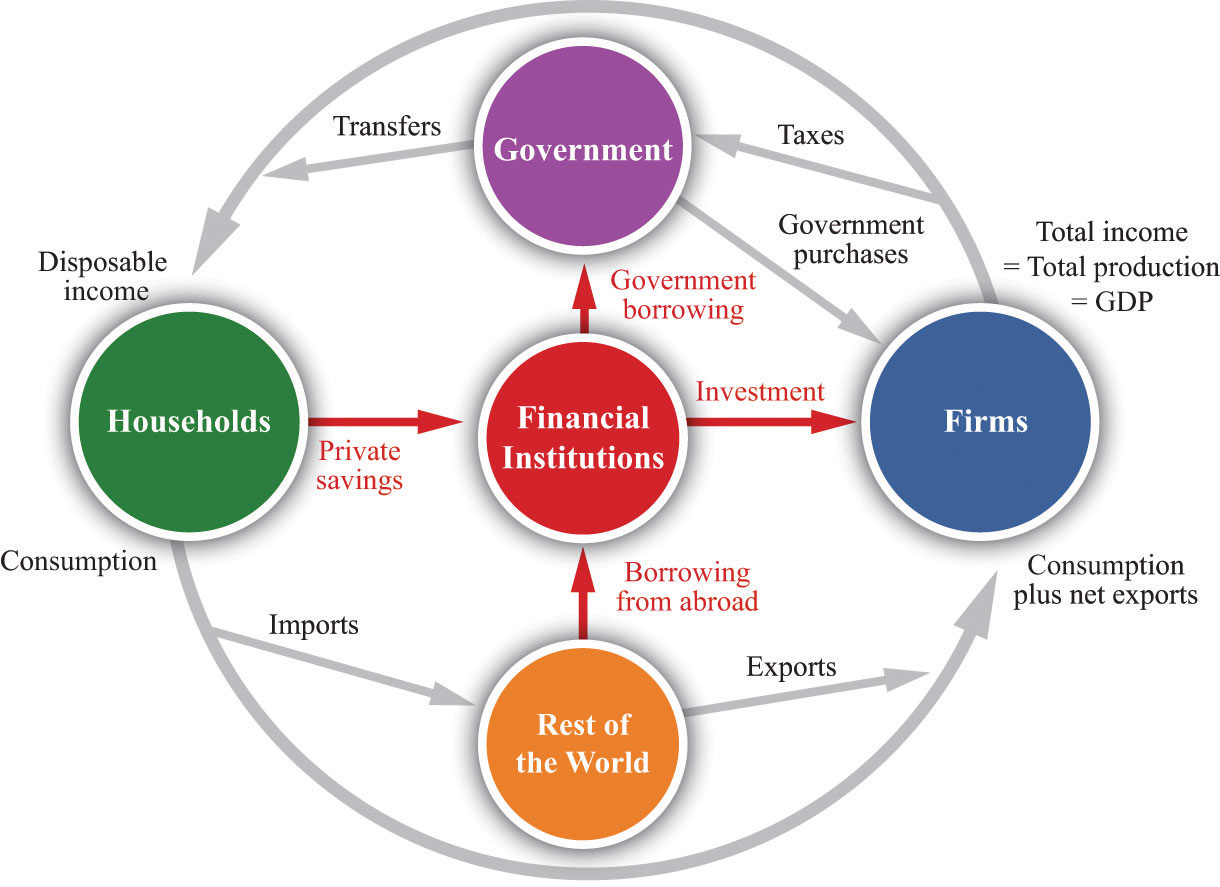 Transfers
Government
Taxes
Government
purchases
Total income
= Total production
= GDP
Disposable
income
Government
borrowing
Households
Private
savings
Financial
Institutions
Investment
Firms
Consumption
Borrowing
from abroad
Consumption
plus net exports
Imports
Exports
Rest of
the World